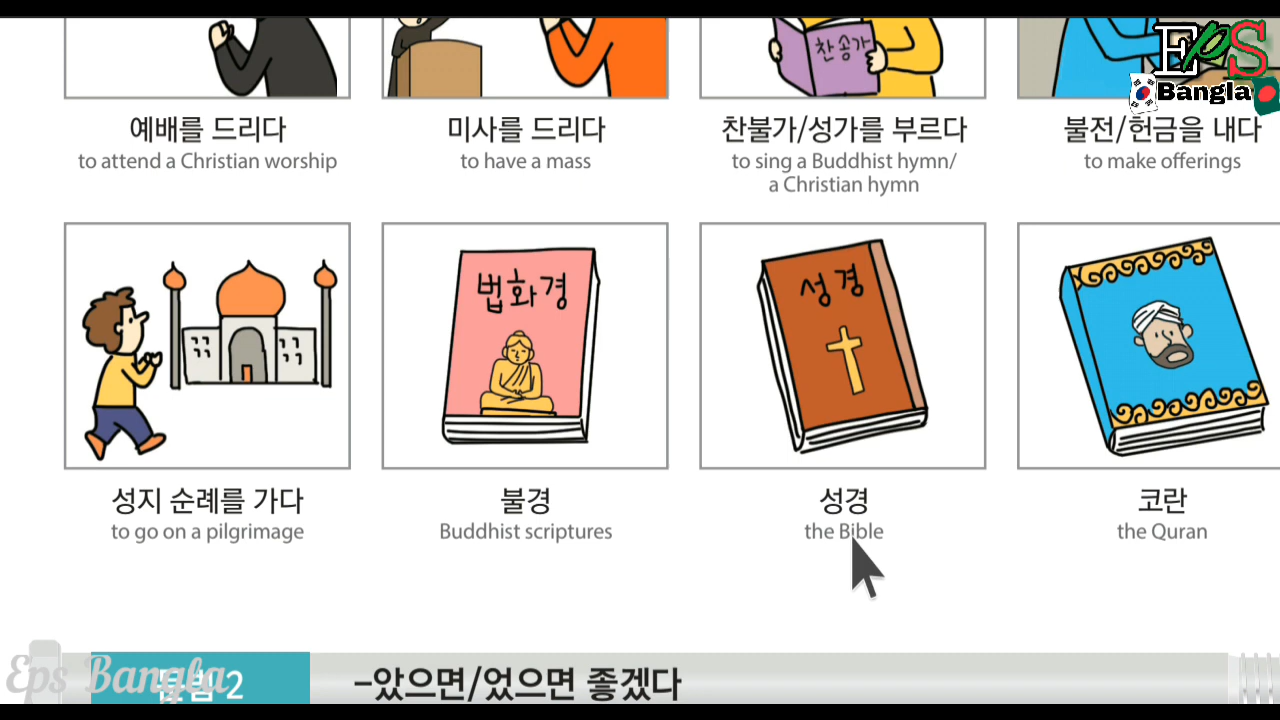 찬송가
EPS
Bangla
예배를 드리다
to attend a Christian worship
미사를 드리다
to have a mass
찬불가/성가를 부르다
to sing a Buddhist hymn/
a Christian hymn
불전/헌금을 내다
to make offerings
법화경
성경
성지 순례를 가다
to go on a pilgrimage
불경
Buddhist scriptures
성경
the Bible
코란
the Quran
Eps Bangla
2
-았으면/었으면 좋겠다